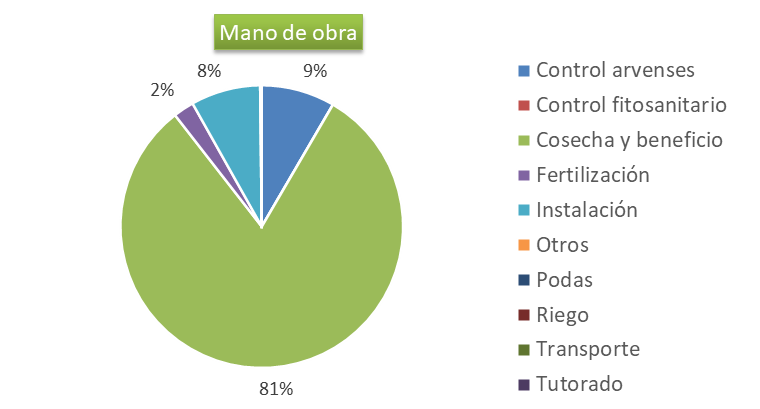 Mano de obra
8%
9%
2%
81%
Control arvenses
Control fitosanitario
Cosecha y beneficio
Fertilización
Instalación
Otros
Podas
Riego
Transporte
Tutorado